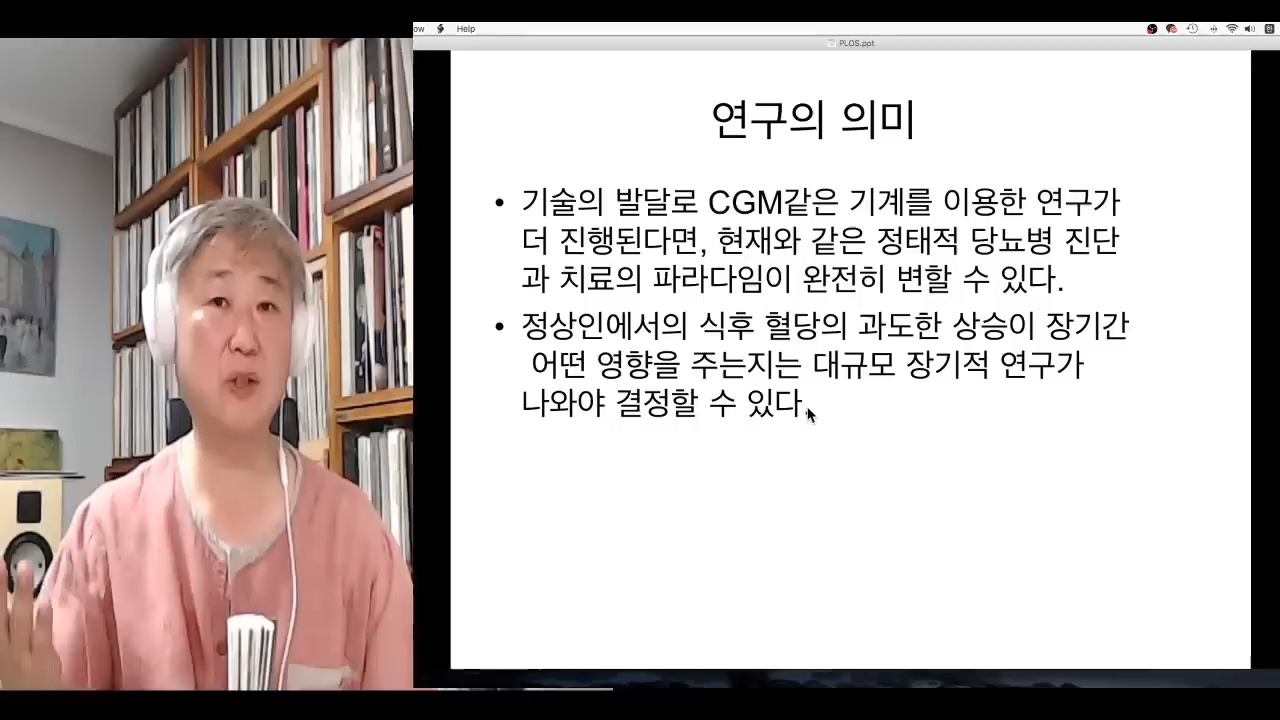 ow Help
PLOS.ppt
연구의 의미
• 기술의 발달로 CGM같은 기계를 이용한 연구가
더 진행된다면, 현재와 같은 정태적 당뇨병 진단
과 치료의 파라다임이 완전히 변할 수 있다.
• 정상인에서의 식후 혈당의 과도한 상승이 장기간
어떤 영향을 주는지는 대규모 장기적 연구가
나와야 결정할 수 있다.